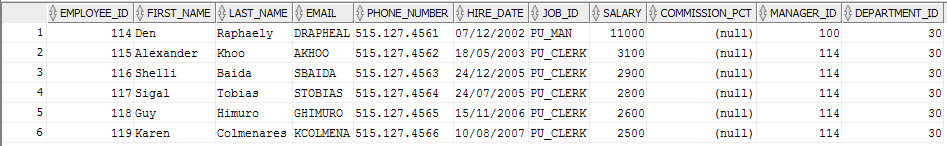 EMPLOYEE_ID FIRST_NAME LAST_NAME EMAIL PHONE_NUMBER HIRE_DATE JOB_ID SALARY COMMISSION_PCT MANAGER_ID DEPARTMENT_ID
1 114 Den Raphaely DRAPHEAL 515.127.4561 07/12/2002 PU_MAN 11000 (null) 100 30
2 115 Alexander Khoo AKHOO 515.127.4562 18/05/2003 PU_CLERK 3100 (null) 114 30
3 116 Shelli Baida SBAIDA 515.127.4563 24/12/2005 PU_CLERK 2900 (null) 114 30
4 117 Sigal Tobias STOBIAS 515.127.4564 24/07/2005 PU_CLERK 2800 (null) 114 30
5 118 Guy Himuro GHIMURO 515.127.4565 15/11/2006 PU_CLERK 2600 (null) 114 30
6 119 Karen Colmenares KCOLMENA 515.127.4566 10/08/2007 PU_CLERK 2500 (null) 114 30